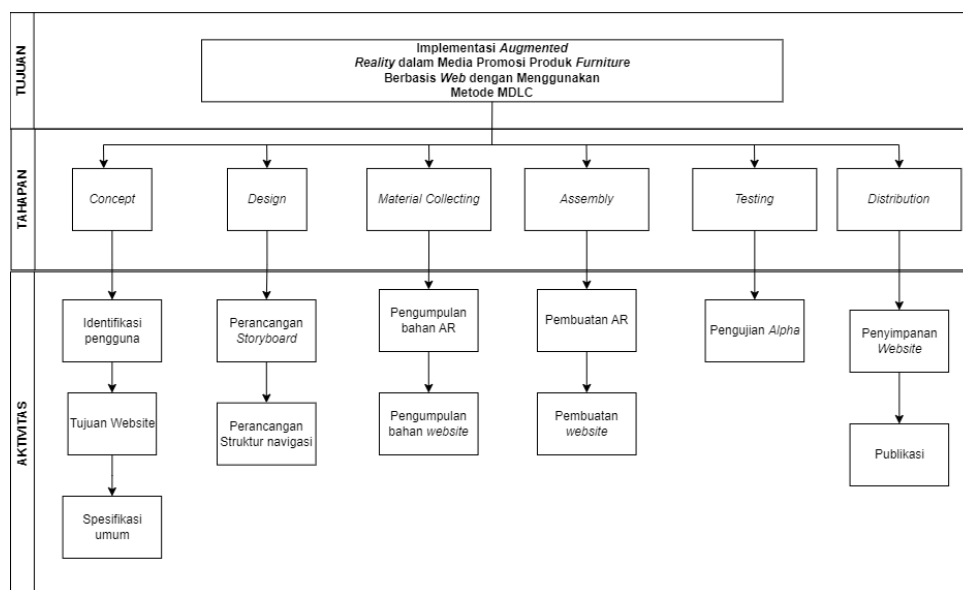 TUJUAN
Implementasi Augmented
Reality dalam Media Promosi Produk Furniture
Berbasis Web dengan Menggunakan
Metode MDLC
TAHAPAN
Concept
Design
Material Collecting
Assembly
Testing
Distribution
AKTIVITAS
Identifikasi
pengguna
Tujuan Website
Spesifikasi
umum
Perancangan
Storyboard
Perancangan
Struktur navigasi
Pengumpulan
bahan AR
Pengumpulan
bahan website
Pembuatan AR
Pembuatan
website
Pengujian Alpha
Penyimpanan
Website
Publikasi